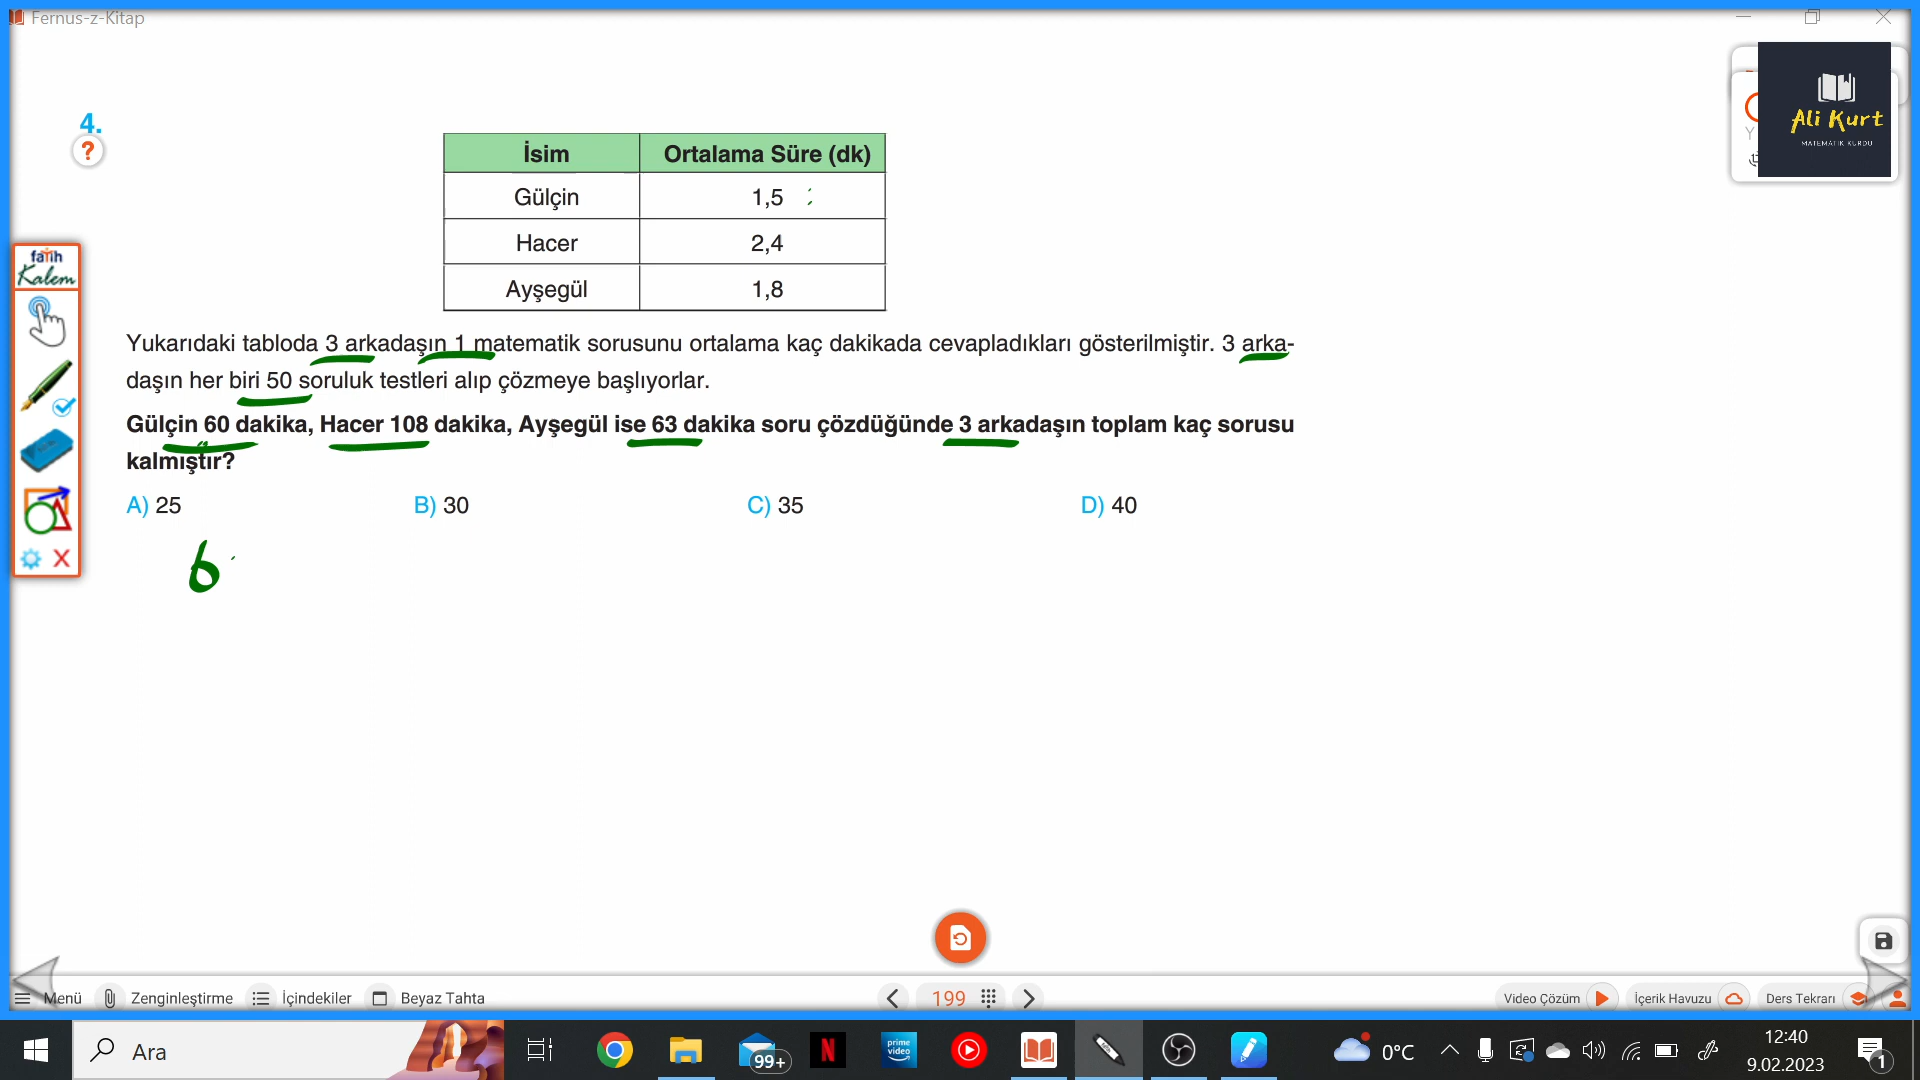 Fernus-z-Kitap
Ali Kurt
MATEMATIK KURDU
4.
?
İsim Ortalama Süre (dk)
Gülçin 1,5
Hacer 2,4
Ayşegül 1,8
fatih
Kalem
Yukarıdaki tabloda 3 arkadaşın 1 matematik sorusunu ortalama kaç dakikada cevapladıkları gösterilmiştir. 3 arka-
daşın her biri 50 soruluk testleri alıp çözmeye başlıyorlar.
Gülçin 60 dakika, Hacer 108 dakika, Ayşegül ise 63 dakika soru çözdüğünde 3 arkadaşın toplam kaç sorusu
kalmıştır?
A) 25 B) 30 C) 35 D) 40
6
Menü Zenginleştirme İçindekiler Beyaz Tahta 199 Video Çözüm İçerik Havuzu Ders Tekrarı
Ara 99+ N prime video 0°C 12:40
9.02.2023 1